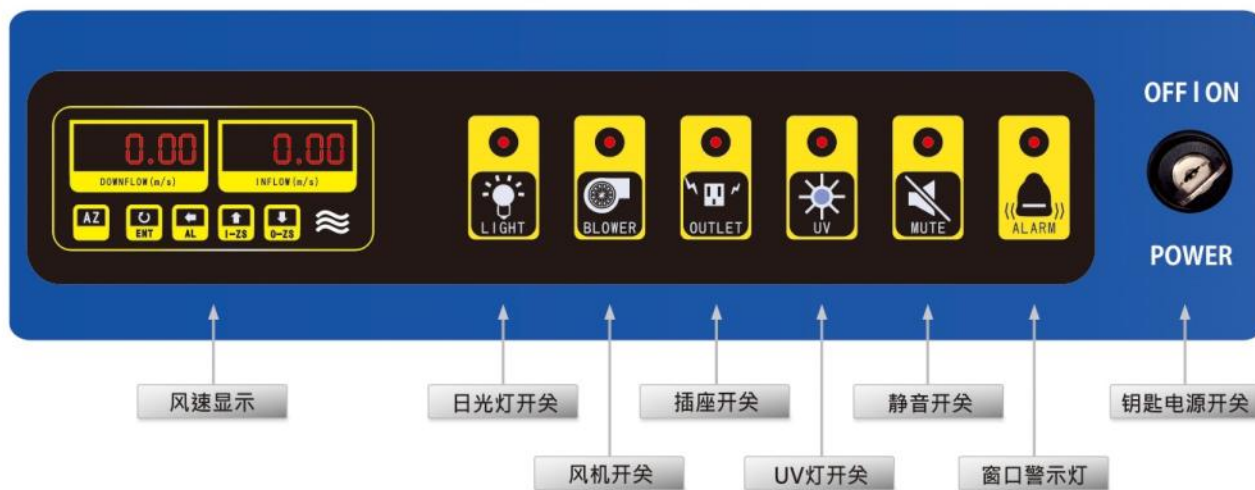 OFF I ON
0.00
0.00
DOWNFLOW(m/s)
INFLOW(m/s)
AZ
ENT
AL
I-ZS
O-ZS
LIGHT
BLOWER
OUTLET
UV
MUTE
ALARM
POWER
风速显示
日光灯开关
插座开关
静音开关
钥匙电源开关
风机开关
UV灯开关
窗口警示灯